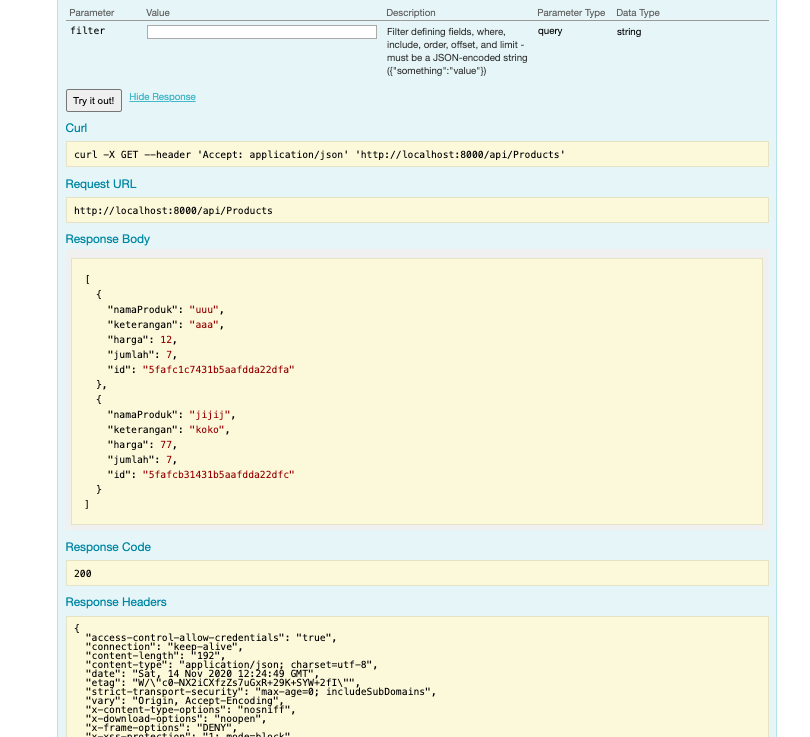 Parameter Value Description Parameter Type Data Type
filter Filter defining fields, where, query string
include, order, offset, and limit -
must be a JSON-encoded string
({"something":"value"})
Try it out! Hide Response
Curl
curl -X GET --header 'Accept: application/json' 'http://localhost:8000/api/Products'
Request URL
http://localhost:8000/api/Products
Response Body
[
{
"namaProduk": "uuu",
"keterangan": "aaa",
"harga": 12,
"jumlah": 7,
"id": "5fafc1c7431b5aafdda22dfa"
},
{
"namaProduk": "jijij",
"keterangan": "koko",
"harga": 77,
"jumlah": 7,
"id": "5fafcb31431b5aafdda22dfc"
}
]
Response Code
200
Response Headers
{
"access-control-allow-credentials": "true",
"connection": "keep-alive",
"content-length": "192",
"content-type": "application/json; charset=utf-8",
"date": "Sat, 14 Nov 2020 12:24:49 GMT",
"etag": "W/\"c0-NX2iCXfzZs7uGxR+29K+SYW+2fI\"",
"strict-transport-security": "max-age=0; includeSubDomains",
"vary": "Origin, Accept-Encoding",
"x-content-type-options": "nosniff",
"x-download-options": "noopen",
"x-frame-options": "DENY",
"x-xss-protection": "1; mode=block"